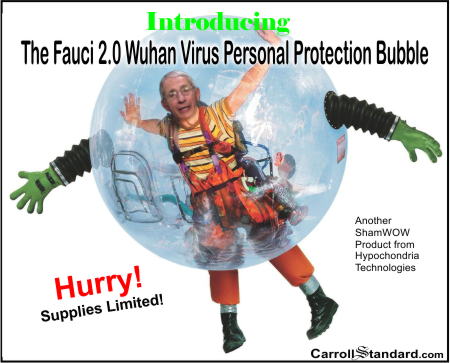 Introducing
The Fauci 2.0 Wuhan Virus Personal Protection Bubble
Another
ShamWOW
Product from
Hypochondria
Technologies
Hurry!
Supplies Limited!
CarrollStandard.com